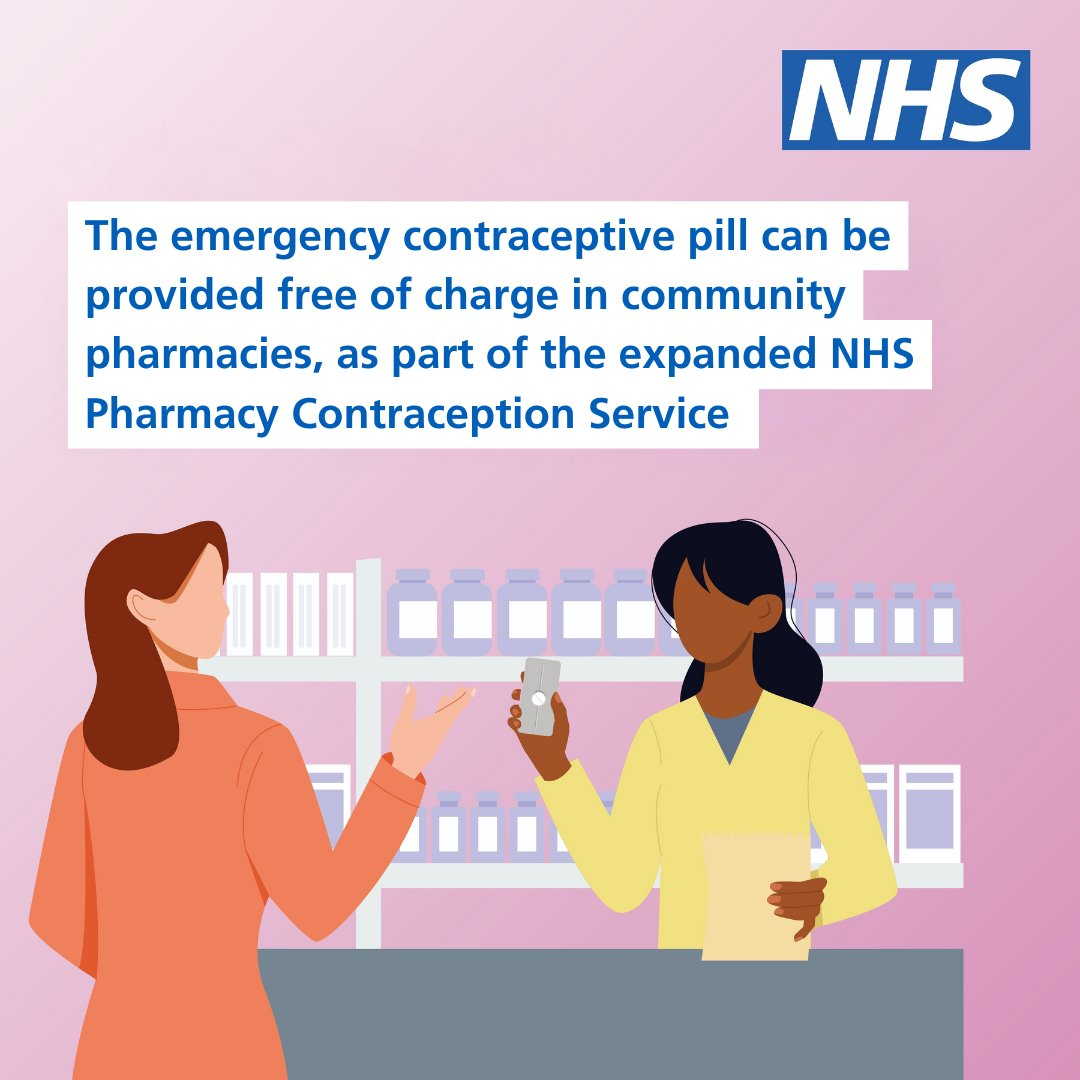 NHS
The emergency contraceptive pill can be
provided free of charge in community
pharmacies, as part of the expanded NHS
Pharmacy Contraception Service